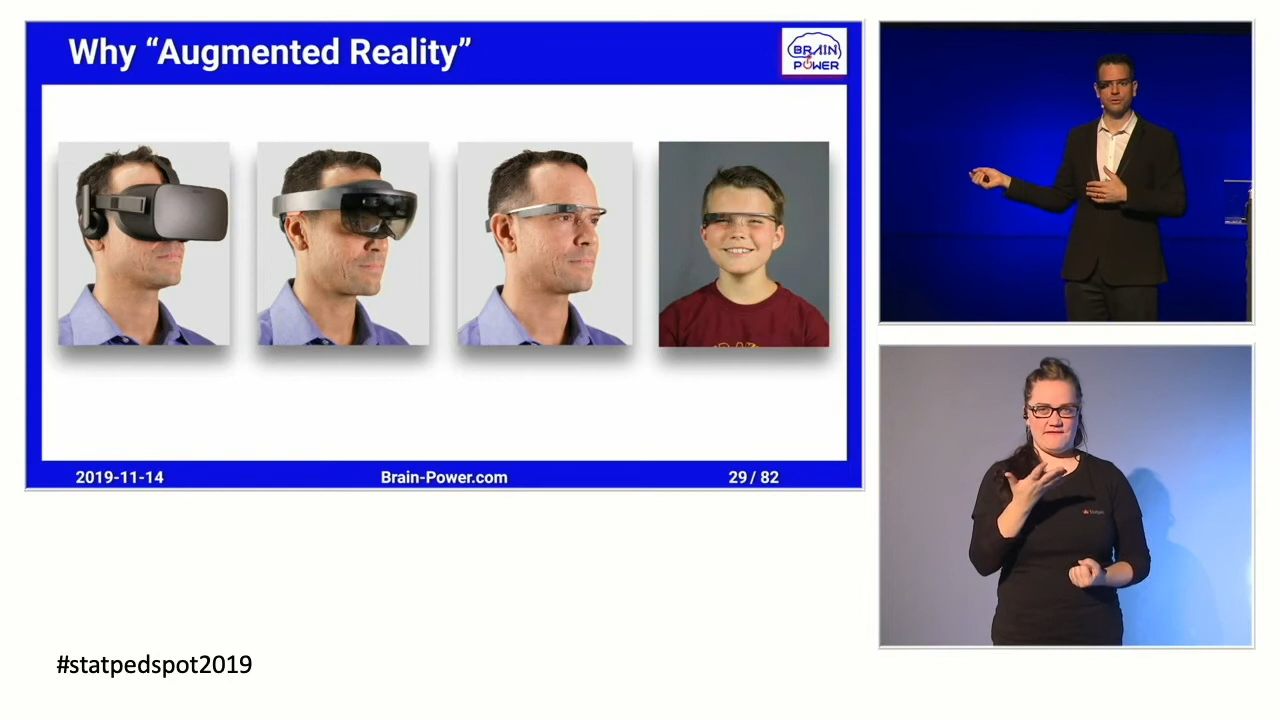 Why “Augmented Reality”
BRAIN
POWER
2019-11-14
Brain-Power.com
29 / 82
#statpedspot2019